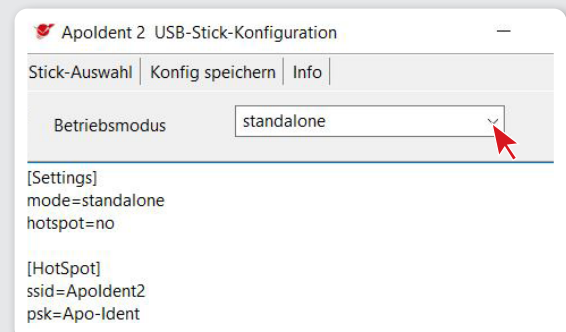 ApoIdent 2 USB-Stick-Konfiguration
Stick-Auswahl Konfig speichern Info
Betriebsmodus standalone
[Settings]
mode=standalone
hotspot=no
[HotSpot]
ssid=ApoIdent2
psk=Apo-Ident